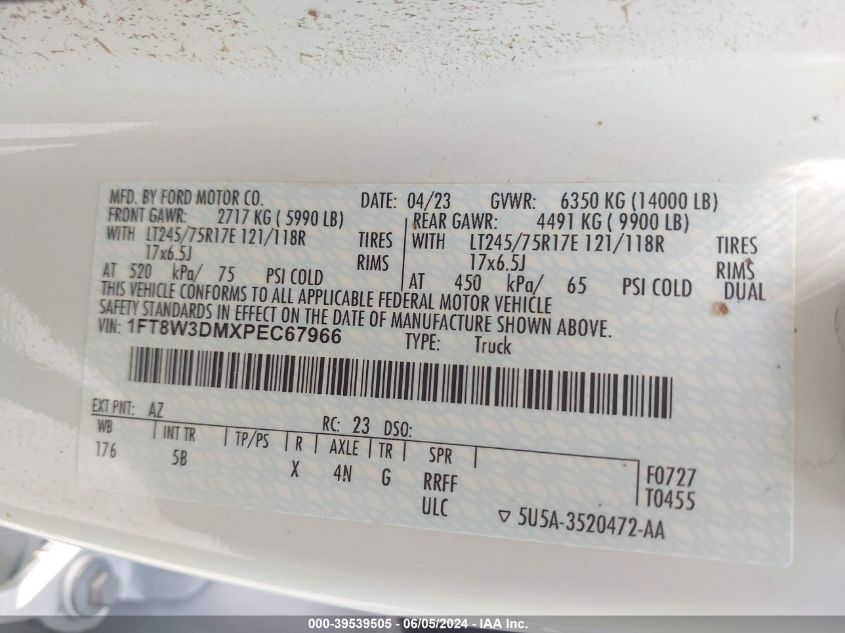 MFD. BY FORD MOTOR CO. DATE: 04/23 GVWR: 6350 KG (14000 LB)
FRONT GAWR: 2717 KG ( 5990 LB) REAR GAWR: 4491 KG ( 9900 LB)
WITH LT245/75R17E 121/118R TIRES WITH LT245/75R17E 121/118R TIRES
17x6.5J RIMS 17x6.5J RIMS
AT 520 kPa/ 75 PSI COLD AT 450 kPa/ 65 PSI COLD DUAL
THIS VEHICLE CONFORMS TO ALL APPLICABLE FEDERAL MOTOR VEHICLE
SAFETY STANDARDS IN EFFECT ON THE DATE OF MANUFACTURE SHOWN ABOVE.
VIN: 1FT8W3DMXPEC67966 TYPE: Truck
EXT PNT: AZ RC: 23 DSO:
WB INT TR TP/PS R AXLE TR SPR
176 5B X 4N G RRFF F0727
ULC T0455
▽ 5U5A-3520472-AA
000-39539505 - 06/05/2024 - IAA Inc.